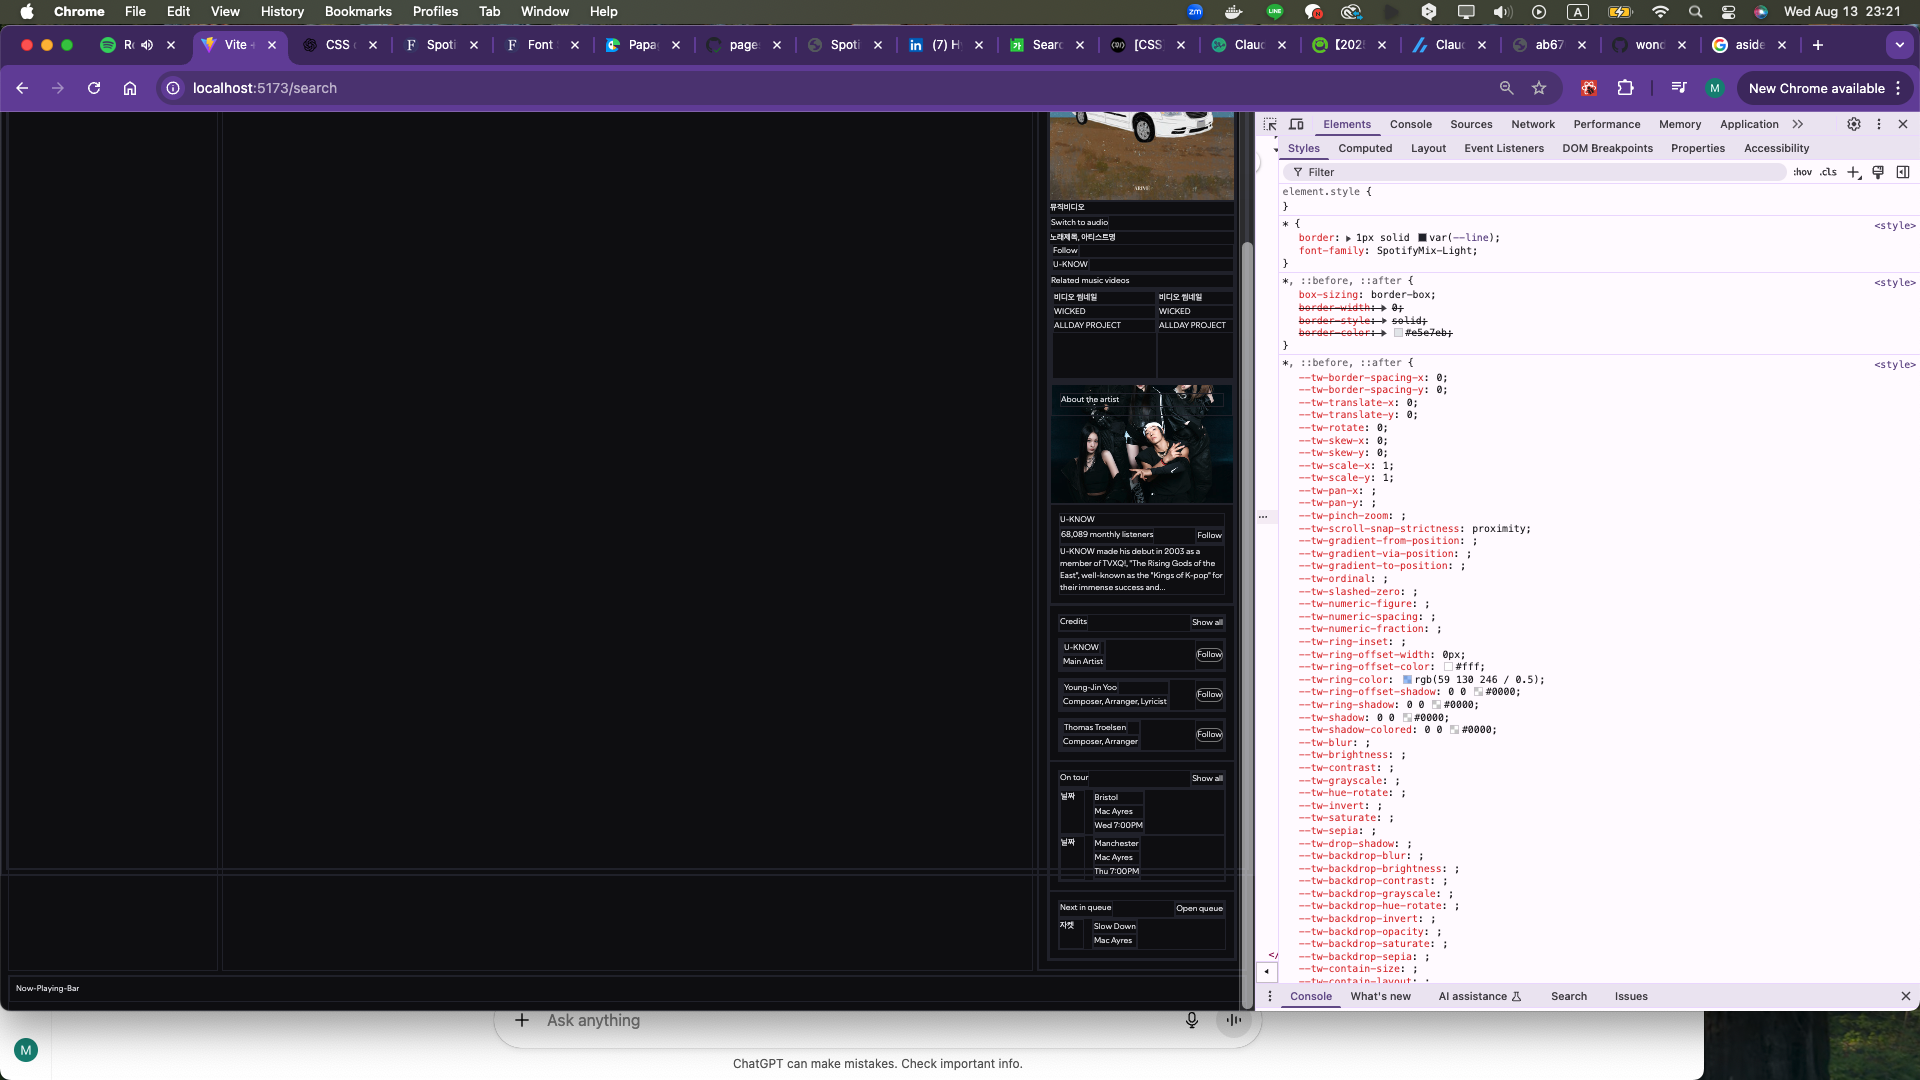 Chrome File Edit View History Bookmarks Profiles Tab Window Help
zm LINE A Wed Aug 13 23:21
Vite CSS Spoti Font Papa page Spoti (7) H Sear [CSS] Clau 【202 Clau ab67 wond aside
localhost:5173/search
M New Chrome available
ARIVE
뮤직비디오
Switch to audio
노래제목, 아티스트명
Follow
U-KNOW
Related music videos
비디오 썸네일 비디오 썸네일
WICKED WICKED
ALLDAY PROJECT ALLDAY PROJECT
About the artist
U-KNOW
68,089 monthly listeners Follow
U-KNOW made his debut in 2003 as a
member of TVXQ!, "The Rising Gods of the
East", well-known as the "Kings of K-pop" for
their immense success and...
Credits Show all
U-KNOW
Main Artist Follow
Young-Jin Yoo
Composer, Arranger, Lyricist Follow
Thomas Troelsen
Composer, Arranger Follow
On tour Show all
날짜 Bristol
Mac Ayres
Wed 7:00PM
날짜 Manchester
Mac Ayres
Thu 7:00PM
Next in queue Open queue
자켓 Slow Down
Mac Ayres
Now-Playing-Bar
Elements Console Sources Network Performance Memory Application
Styles Computed Layout Event Listeners DOM Breakpoints Properties Accessibility
Filter :hov .cls
element.style {
}
* { <style>
border: 1px solid var(--line);
font-family: SpotifyMix-Light;
}
*, ::before, ::after { <style>
box-sizing: border-box;
border-width: 0;
border-style: solid;
border-color: #e5e7eb;
}
*, ::before, ::after { <style>
--tw-border-spacing-x: 0;
--tw-border-spacing-y: 0;
--tw-translate-x: 0;
--tw-translate-y: 0;
--tw-rotate: 0;
--tw-skew-x: 0;
--tw-skew-y: 0;
--tw-scale-x: 1;
--tw-scale-y: 1;
--tw-pan-x: ;
--tw-pan-y: ;
--tw-pinch-zoom: ;
--tw-scroll-snap-strictness: proximity;
--tw-gradient-from-position: ;
--tw-gradient-via-position: ;
--tw-gradient-to-position: ;
--tw-ordinal: ;
--tw-slashed-zero: ;
--tw-numeric-figure: ;
--tw-numeric-spacing: ;
--tw-numeric-fraction: ;
--tw-ring-inset: ;
--tw-ring-offset-width: 0px;
--tw-ring-offset-color: #fff;
--tw-ring-color: rgb(59 130 246 / 0.5);
--tw-ring-offset-shadow: 0 0 #0000;
--tw-ring-shadow: 0 0 #0000;
--tw-shadow: 0 0 #0000;
--tw-shadow-colored: 0 0 #0000;
--tw-blur: ;
--tw-brightness: ;
--tw-contrast: ;
--tw-grayscale: ;
--tw-hue-rotate: ;
--tw-invert: ;
--tw-saturate: ;
--tw-sepia: ;
--tw-drop-shadow: ;
--tw-backdrop-blur: ;
--tw-backdrop-brightness: ;
--tw-backdrop-contrast: ;
--tw-backdrop-grayscale: ;
--tw-backdrop-hue-rotate: ;
--tw-backdrop-invert: ;
--tw-backdrop-opacity: ;
--tw-backdrop-saturate: ;
--tw-backdrop-sepia: ;
--tw-contain-size: ;
--tw-contain-layout: ;
</
Console What's new AI assistance Search Issues
Ask anything
M
ChatGPT can make mistakes. Check important info.